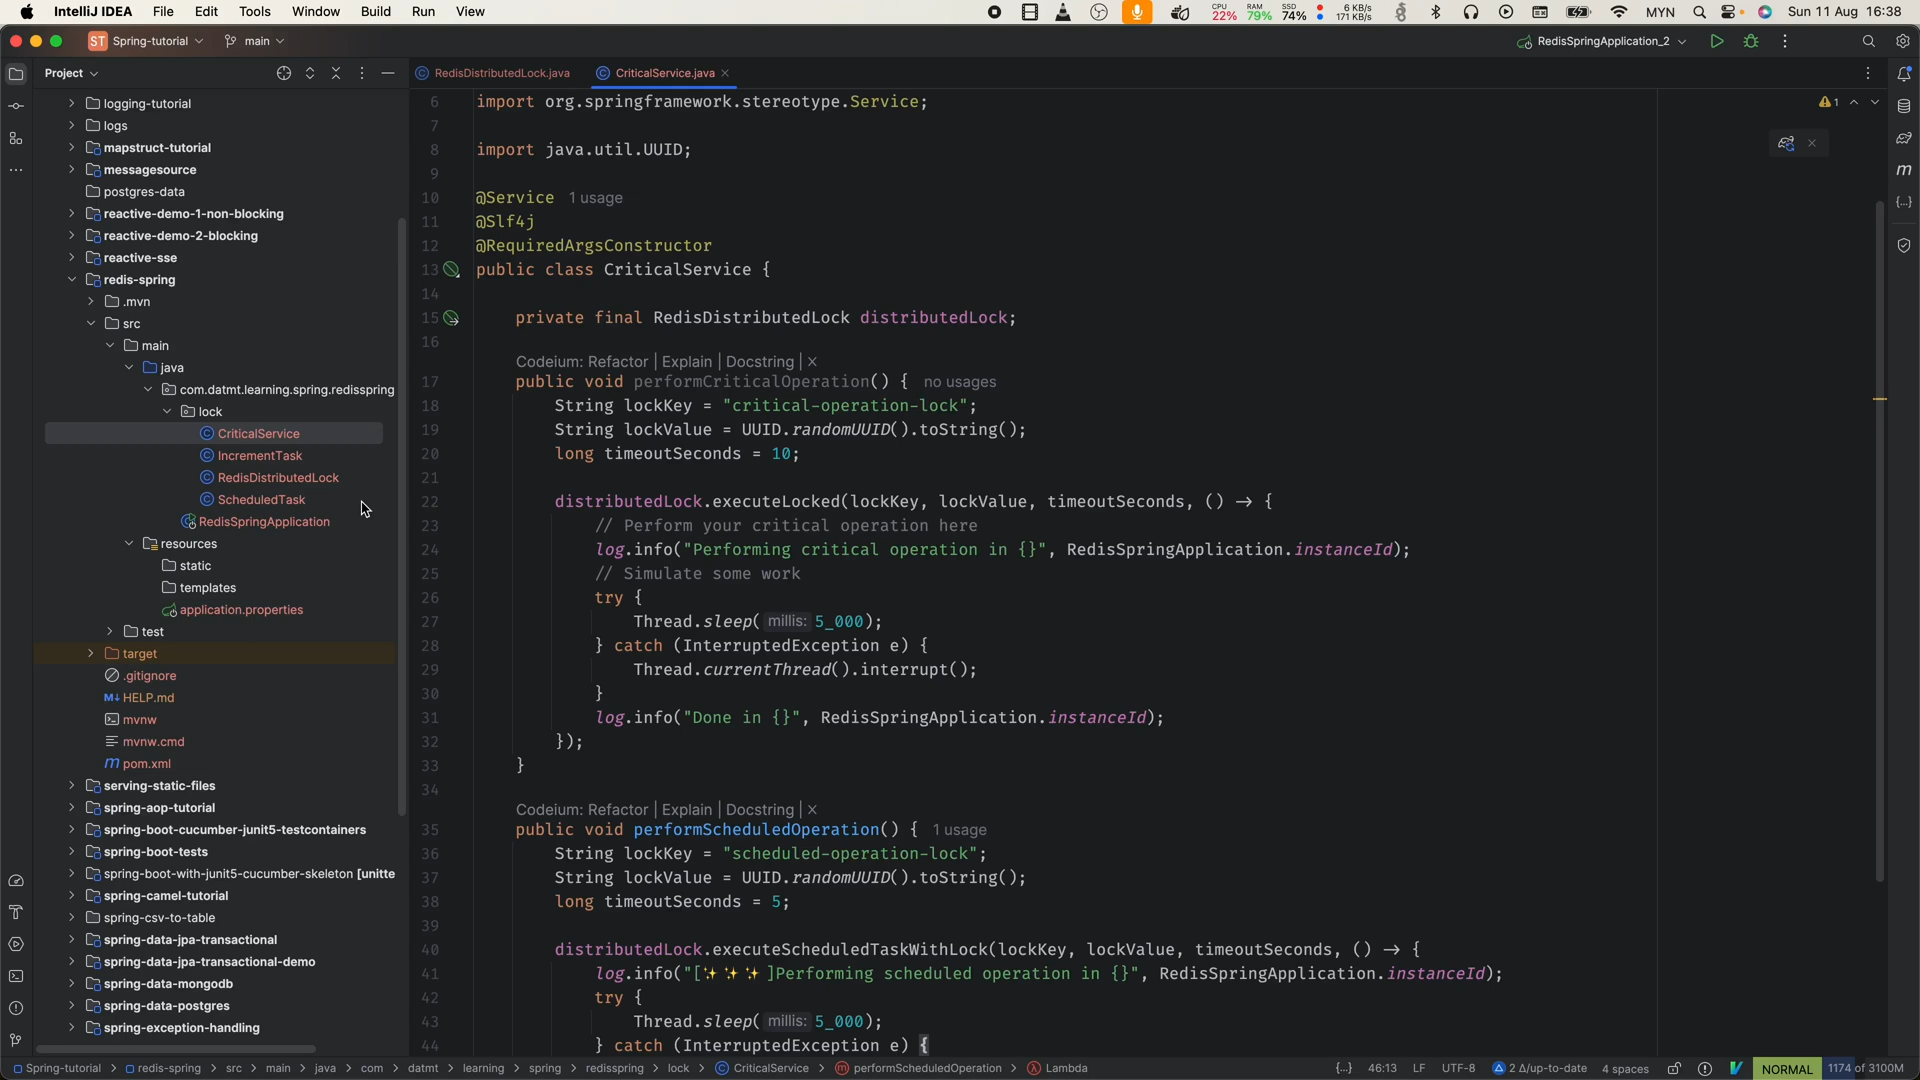 IntelliJ IDEA File Edit Tools Window Build Run View
CPU 22% RAM 79% SSD 74% 6 KB/s 171 KB/s MYN Sun 11 Aug 16:38
ST Spring-tutorial main RedisSpringApplication_2
Project
RedisDistributedLock.java CriticalService.java
logging-tutorial
logs
mapstruct-tutorial
messagesource
postgres-data
reactive-demo-1-non-blocking
reactive-demo-2-blocking
reactive-sse
redis-spring
.mvn
src
main
java
com.datmt.learning.spring.redisspring
lock
CriticalService
IncrementTask
RedisDistributedLock
ScheduledTask
RedisSpringApplication
resources
static
templates
application.properties
test
target
.gitignore
M↓ HELP.md
mvnw
mvnw.cmd
m pom.xml
serving-static-files
spring-aop-tutorial
spring-boot-cucumber-junit5-testcontainers
spring-boot-tests
spring-boot-with-junit5-cucumber-skeleton [unitte
spring-camel-tutorial
spring-csv-to-table
spring-data-jpa-transactional
spring-data-jpa-transactional-demo
spring-data-mongodb
spring-data-postgres
spring-exception-handling
1
6 import org.springframework.stereotype.Service;
7
8 import java.util.UUID;
9
10 @Service 1 usage
11 @Slf4j
12 @RequiredArgsConstructor
13 public class CriticalService {
14
15 private final RedisDistributedLock distributedLock;
16
Codeium: Refactor | Explain | Docstring | ×
17 public void performCriticalOperation() { no usages
18 String lockKey = "critical-operation-lock";
19 String lockValue = UUID.randomUUID().toString();
20 long timeoutSeconds = 10;
21
22 distributedLock.executeLocked(lockKey, lockValue, timeoutSeconds, () → {
23 // Perform your critical operation here
24 log.info("Performing critical operation in {}", RedisSpringApplication.instanceId);
25 // Simulate some work
26 try {
27 Thread.sleep( millis: 5_000);
28 } catch (InterruptedException e) {
29 Thread.currentThread().interrupt();
30 }
31 log.info("Done in {}", RedisSpringApplication.instanceId);
32 });
33 }
34
Codeium: Refactor | Explain | Docstring | ×
35 public void performScheduledOperation() { 1 usage
36 String lockKey = "scheduled-operation-lock";
37 String lockValue = UUID.randomUUID().toString();
38 long timeoutSeconds = 5;
39
40 distributedLock.executeScheduledTaskWithLock(lockKey, lockValue, timeoutSeconds, () → {
41 log.info("[✨✨✨]Performing scheduled operation in {}", RedisSpringApplication.instanceId);
42 try {
43 Thread.sleep( millis: 5_000);
44 } catch (InterruptedException e) {
Spring-tutorial > redis-spring > src > main > java > com > datmt > learning > spring > redisspring > lock > CriticalService > performScheduledOperation > Lambda
{...} 46:13 LF UTF-8 2 Δ/up-to-date 4 spaces NORMAL 1174 of 3100M